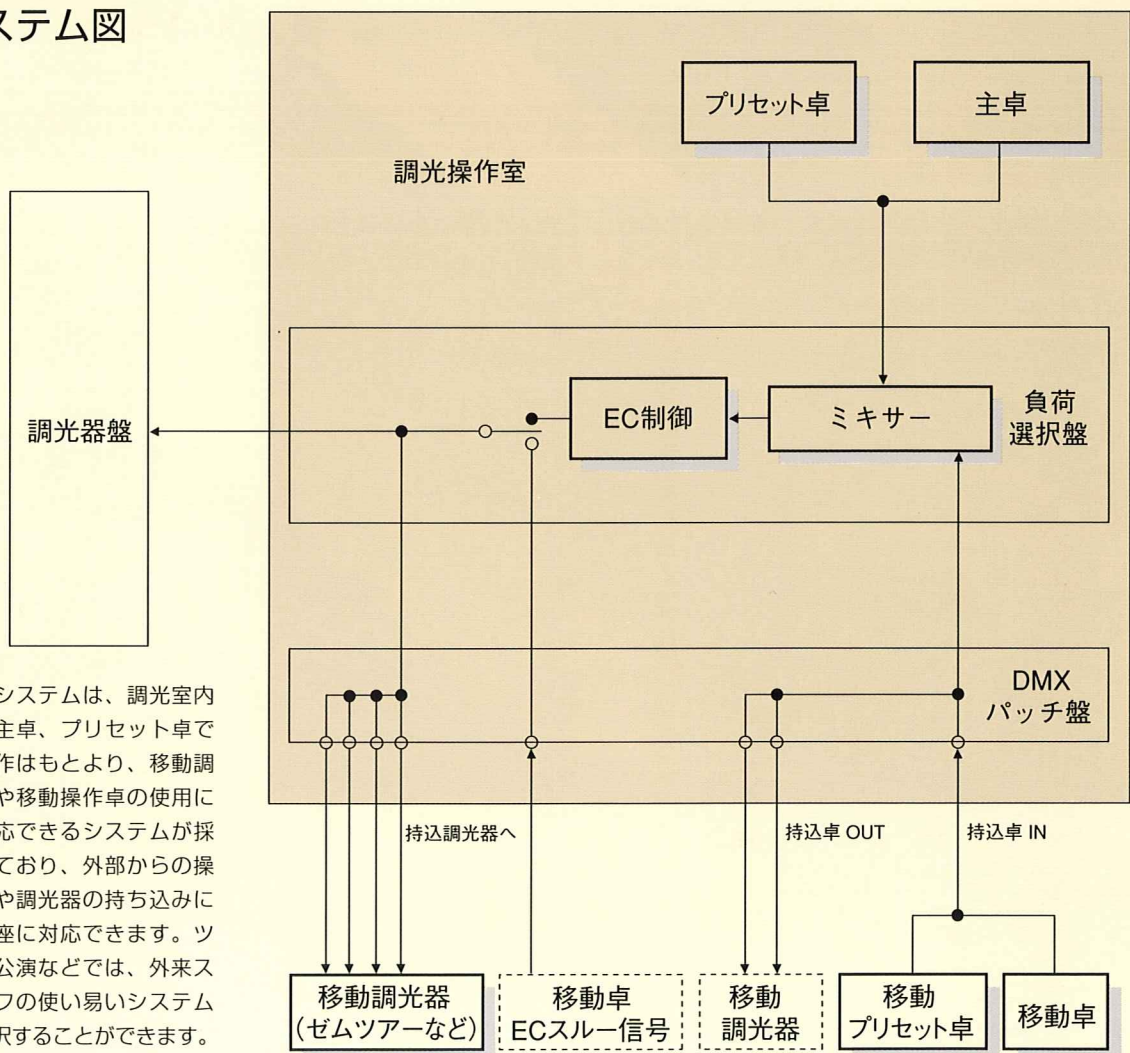 ステム図
プリセット卓
主卓
調光操作室
調光器盤
EC制御
ミキサー
負荷
選択盤
DMX
パッチ盤
システムは、調光室内
主卓、プリセット卓で
作はもとより、移動調
や移動操作卓の使用に
応できるシステムが採
ており、外部からの操
や調光器の持ち込みに
座に対応できます。ツ
公演などでは、外来ス
フの使い易いシステム
択することができます。
持込調光器へ
持込卓 OUT
持込卓 IN
移動調光器
(ゼムツアーなど)
移動卓
ECスルー信号
移動
調光器
移動
プリセット卓
移動卓